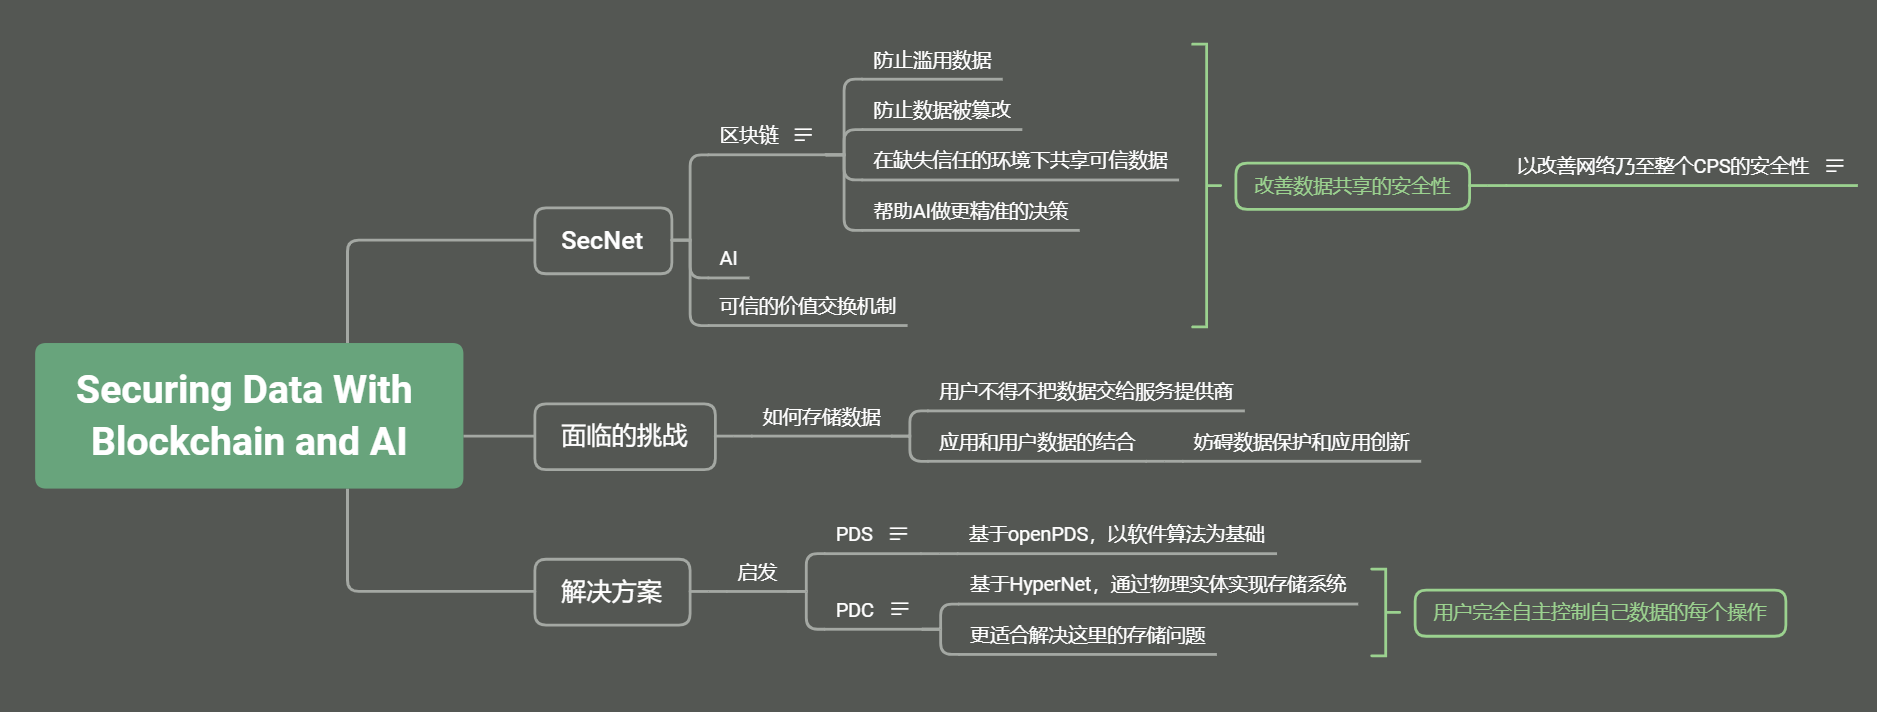 Securing Data With
Blockchain and AI
SecNet
区块链
防止滥用数据
防止数据被篡改
在缺失信任的环境下共享可信数据
帮助AI做更精准的决策
AI
可信的价值交换机制
改善数据共享的安全性
以改善网络乃至整个CPS的安全性
面临的挑战
如何存储数据
用户不得不把数据交给服务提供商
应用和用户数据的结合
妨碍数据保护和应用创新
解决方案
启发
PDS
基于openPDS，以软件算法为基础
PDC
基于HyperNet，通过物理实体实现存储系统
更适合解决这里的存储问题
用户完全自主控制自己数据的每个操作